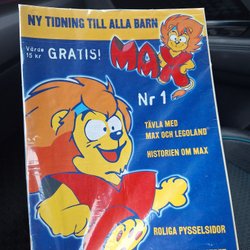 NY TIDNING TILL ALLA BARN
Värde
15 kr
GRATIS!
MAX
Nr 1
TÄVLA MED
MAX OCH LEGOLAND
HISTORIEN OM MAX
ROLIGA PYSSELSIDOR